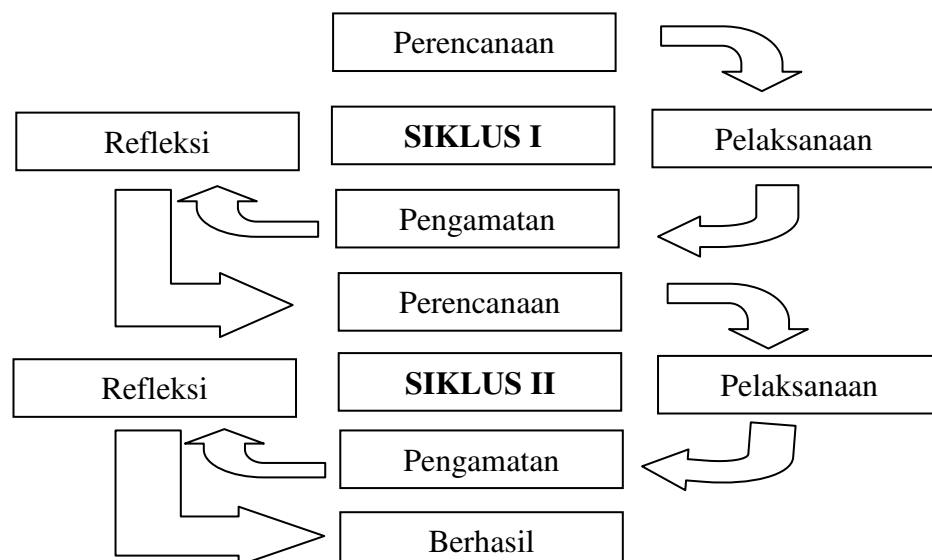 Perencanaan
Refleksi
SIKLUS I
Pelaksanaan
Pengamatan
Perencanaan
Refleksi
SIKLUS II
Pelaksanaan
Pengamatan
Berhasil